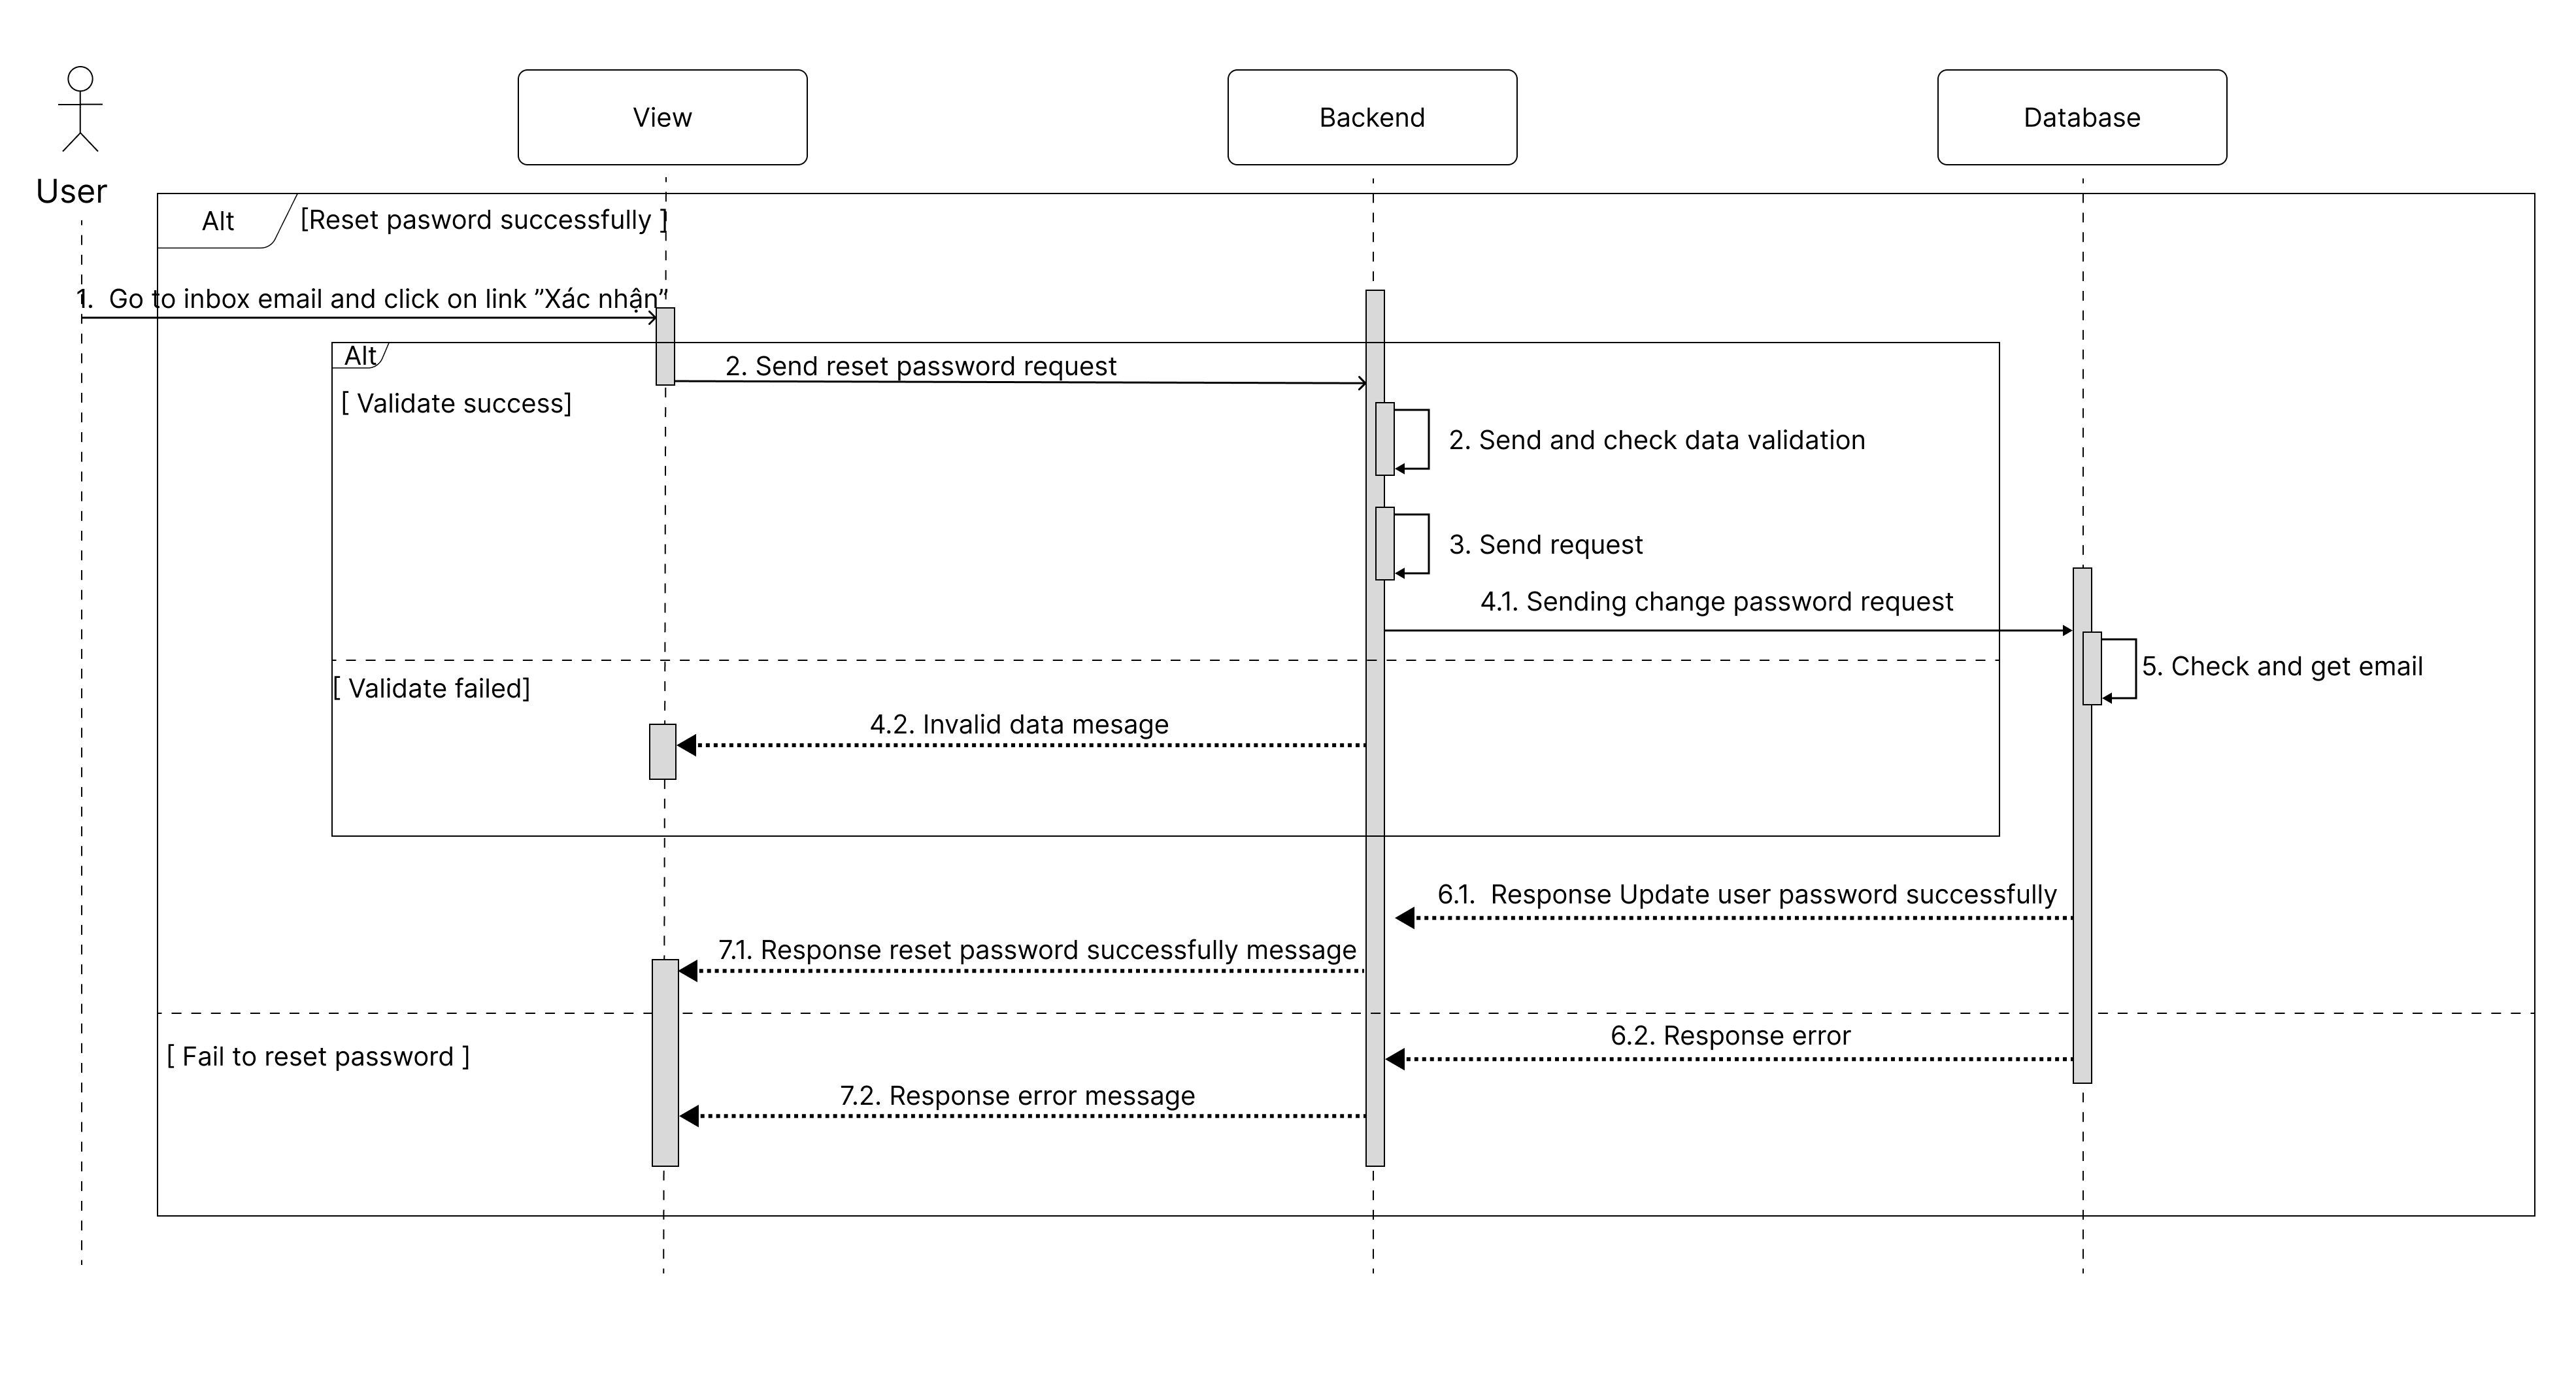 User
View
Backend
Database
Alt
[Reset pasword successfully ]
1.  Go to inbox email and click on link ”Xác nhận”
Alt
2. Send reset password request
[ Validate success]
2. Send and check data validation
3. Send request
4.1. Sending change password request
5. Check and get email
[ Validate failed]
4.2. Invalid data mesage
6.1.  Response Update user password successfully
7.1. Response reset password successfully message
6.2. Response error
[ Fail to reset password ]
7.2. Response error message